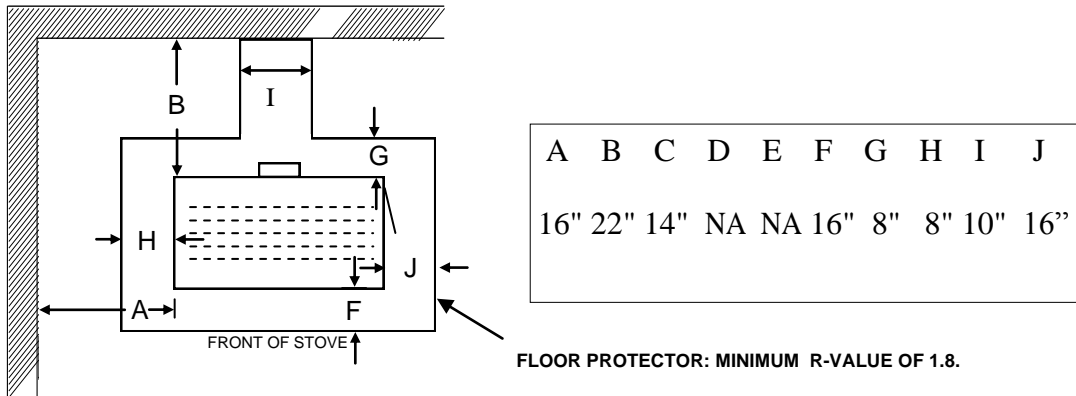 B
I
G
H
J
A
F
FRONT OF STOVE
A B C D E F G H I J
16" 22" 14" NA NA 16" 8" 8" 10" 16”
FLOOR PROTECTOR: MINIMUM R-VALUE OF 1.8.